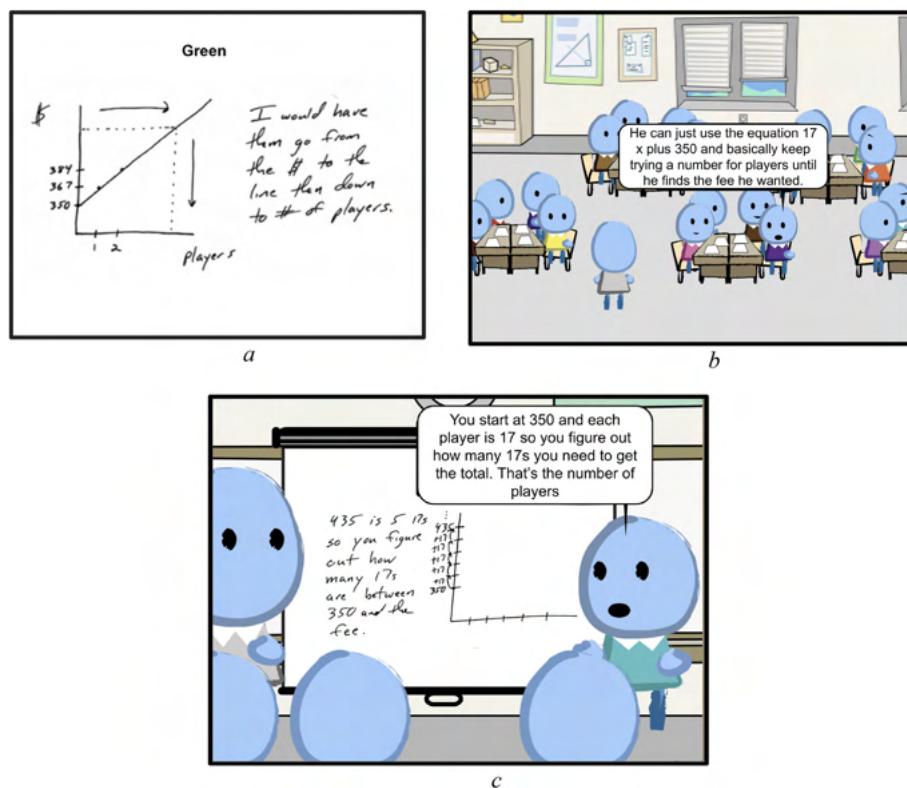 Green
$
384
367
350
1 2
players
I would have
them go from
the # to the
line then down
to # of players.
a
He can just use the equation 17
x plus 350 and basically keep
trying a number for players until
he finds the fee he wanted.
b
You start at 350 and each
player is 17 so you figure out
how many 17s you need to get
the total. That's the number of
players
435 is 5 17s
so you figure
out how
many 17s
are between
350 and the
fee.
435
+17
+17
+17
+17
+17
350
c